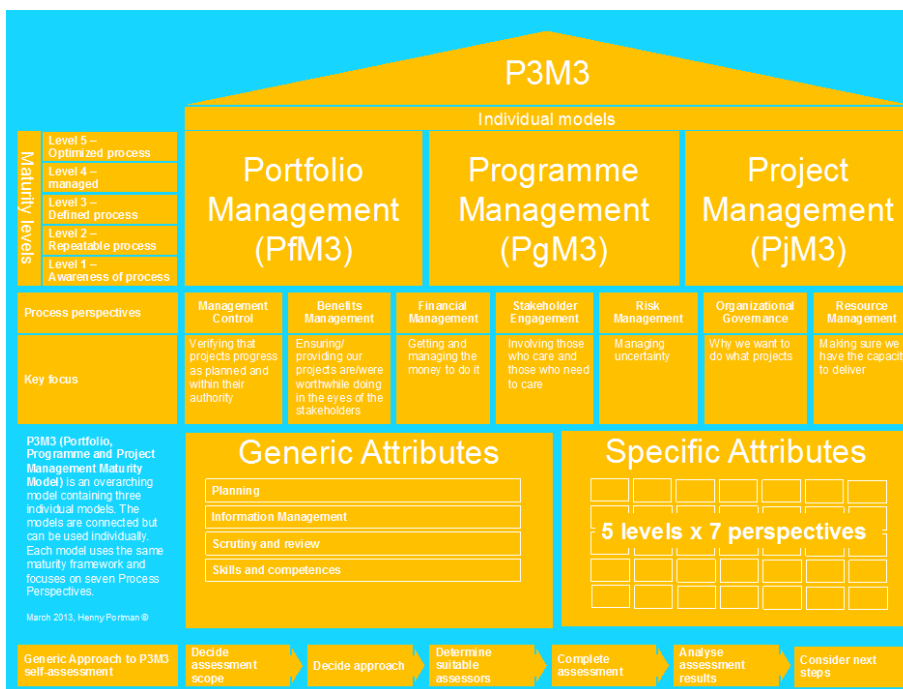 P3M3
Individual models
Maturity levels
Level 5 –
Optimized process
Level 4 –
managed
Level 3 –
Defined process
Level 2 –
Repeatable process
Level 1 –
Awareness of process
Portfolio
Management
(PfM3)
Programme
Management
(PgM3)
Project
Management
(PjM3)
Process perspectives
Management
Control
Benefits
Management
Financial
Management
Stakeholder
Engagement
Risk
Management
Organizational
Governance
Resource
Management
Key focus
Verifying that
projects progress
as planned and
within their
authority
Ensuring/
providing our
projects are/were
worthwhile doing
in the eyes of the
stakeholders
Getting and
managing the
money to do it
Involving those
who care and
those who need
to care
Managing
uncertainty
Why we want to
do what projects
Making sure we
have the capacit
to deliver
P3M3 (Portfolio,
Programme and Project
Management Maturity
Model) is an overarching
model containing three
individual models. The
models are connected but
can be used individually.
Each model uses the same
maturity framework and
focuses on seven Process
Perspectives.
March 2013, Henny Portman ©
Generic Attributes
Planning
Information Management
Scrutiny and review
Skills and competences
Specific Attributes
5 levels x 7 perspectives
Generic Approach to P3M3
self-assessment
Decide
assessment
scope
Decide approach
Determine
suitable
assessors
Complete
assessment
Analyse
assessment
results
Consider next
steps